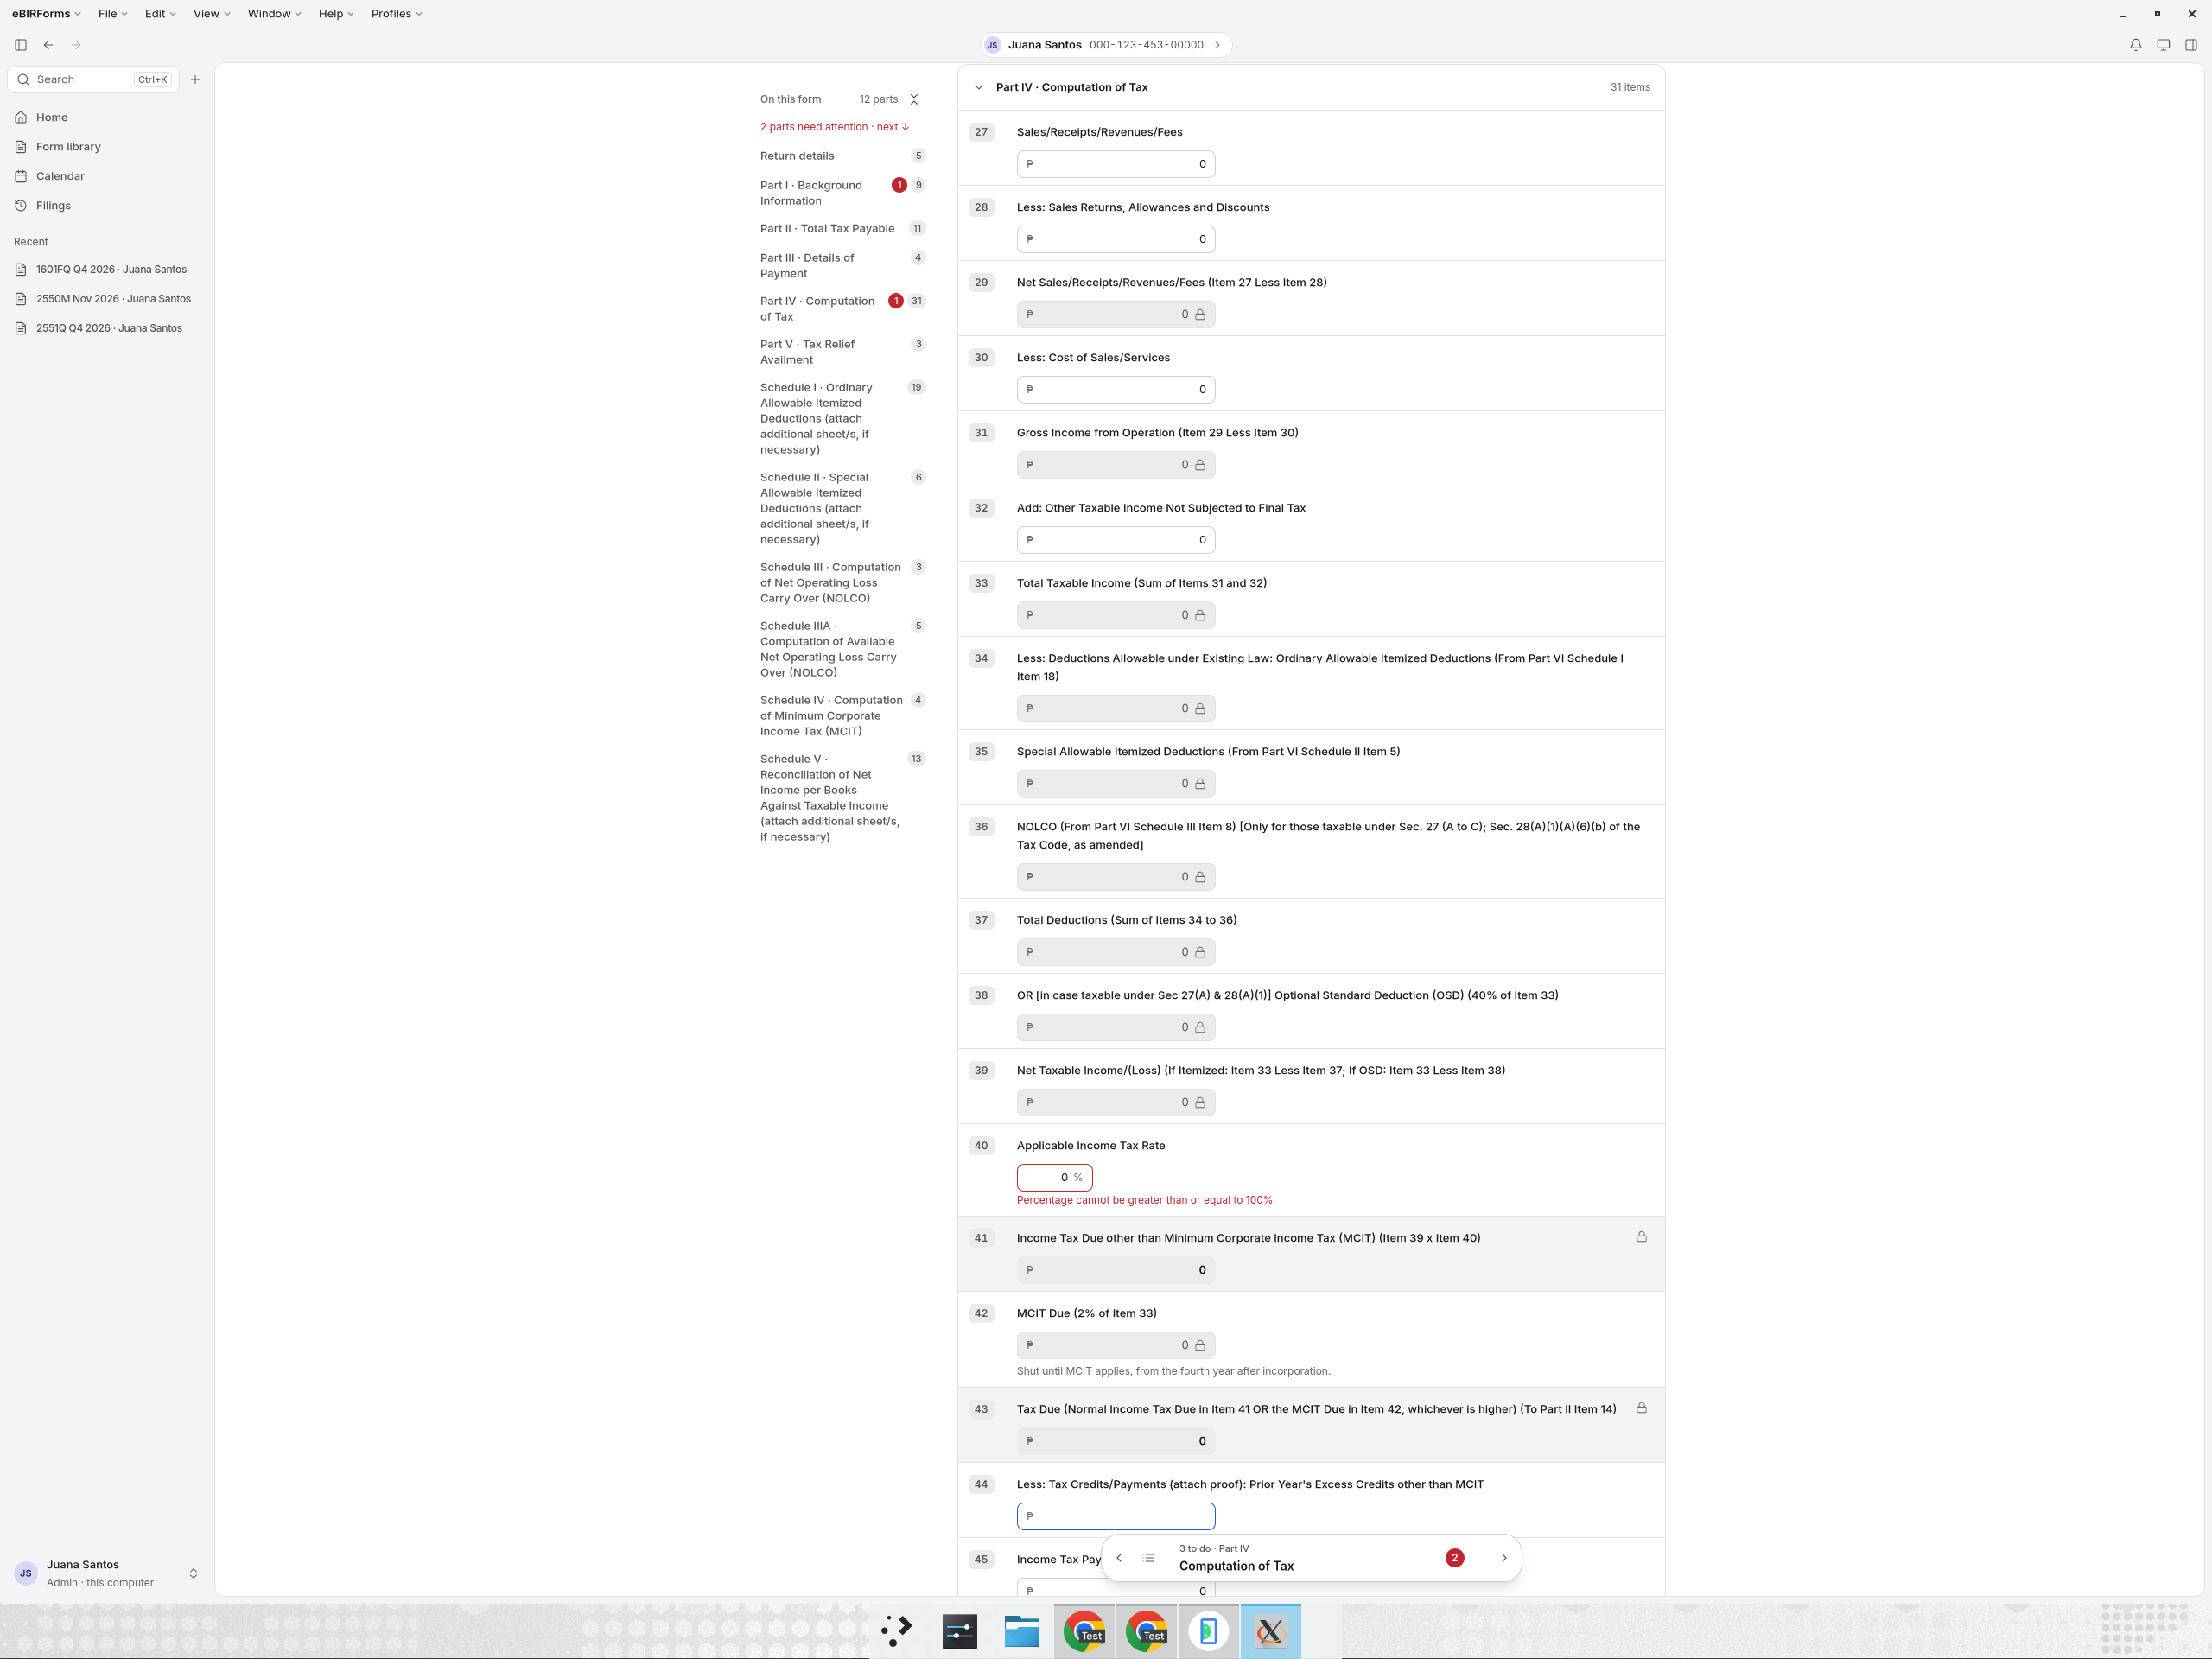 eBIRForms File Edit View Window Help Profiles
JS Juana Santos 000-123-453-00000
Search Ctrl+K
Home
Form library
Calendar
Filings
Recent
1601FQ Q4 2026 · Juana Santos
2550M Nov 2026 · Juana Santos
2551Q Q4 2026 · Juana Santos
JS Juana Santos
Admin · this computer
On this form 12 parts
2 parts need attention · next ↓
Return details 5
Part I · Background 1 9
Information
Part II · Total Tax Payable 11
Part III · Details of 4
Payment
Part IV · Computation 1 31
of Tax
Part V · Tax Relief 3
Availment
Schedule I · Ordinary 19
Allowable Itemized
Deductions (attach
additional sheet/s, if
necessary)
Schedule II · Special 6
Allowable Itemized
Deductions (attach
additional sheet/s, if
necessary)
Schedule III · Computation 3
of Net Operating Loss
Carry Over (NOLCO)
Schedule IIIA · 5
Computation of Available
Net Operating Loss Carry
Over (NOLCO)
Schedule IV · Computation 4
of Minimum Corporate
Income Tax (MCIT)
Schedule V · 13
Reconciliation of Net
Income per Books
Against Taxable Income
(attach additional sheet/s,
if necessary)
Part IV · Computation of Tax 31 items
27 Sales/Receipts/Revenues/Fees
₱ 0
28 Less: Sales Returns, Allowances and Discounts
₱ 0
29 Net Sales/Receipts/Revenues/Fees (Item 27 Less Item 28)
₱ 0
30 Less: Cost of Sales/Services
₱ 0
31 Gross Income from Operation (Item 29 Less Item 30)
₱ 0
32 Add: Other Taxable Income Not Subjected to Final Tax
₱ 0
33 Total Taxable Income (Sum of Items 31 and 32)
₱ 0
34 Less: Deductions Allowable under Existing Law: Ordinary Allowable Itemized Deductions (From Part VI Schedule I
Item 18)
₱ 0
35 Special Allowable Itemized Deductions (From Part VI Schedule II Item 5)
₱ 0
36 NOLCO (From Part VI Schedule III Item 8) [Only for those taxable under Sec. 27 (A to C); Sec. 28(A)(1)(A)(6)(b) of the
Tax Code, as amended]
₱ 0
37 Total Deductions (Sum of Items 34 to 36)
₱ 0
38 OR [in case taxable under Sec 27(A) & 28(A)(1)] Optional Standard Deduction (OSD) (40% of Item 33)
₱ 0
39 Net Taxable Income/(Loss) (If Itemized: Item 33 Less Item 37; If OSD: Item 33 Less Item 38)
₱ 0
40 Applicable Income Tax Rate
0 %
Percentage cannot be greater than or equal to 100%
41 Income Tax Due other than Minimum Corporate Income Tax (MCIT) (Item 39 x Item 40)
₱ 0
42 MCIT Due (2% of Item 33)
₱ 0
Shut until MCIT applies, from the fourth year after incorporation.
43 Tax Due (Normal Income Tax Due in Item 41 OR the MCIT Due in Item 42, whichever is higher) (To Part II Item 14)
₱ 0
44 Less: Tax Credits/Payments (attach proof): Prior Year's Excess Credits other than MCIT
₱
45 Income Tax Pay
₱ 0
3 to do · Part IV
Computation of Tax 2
Test Test